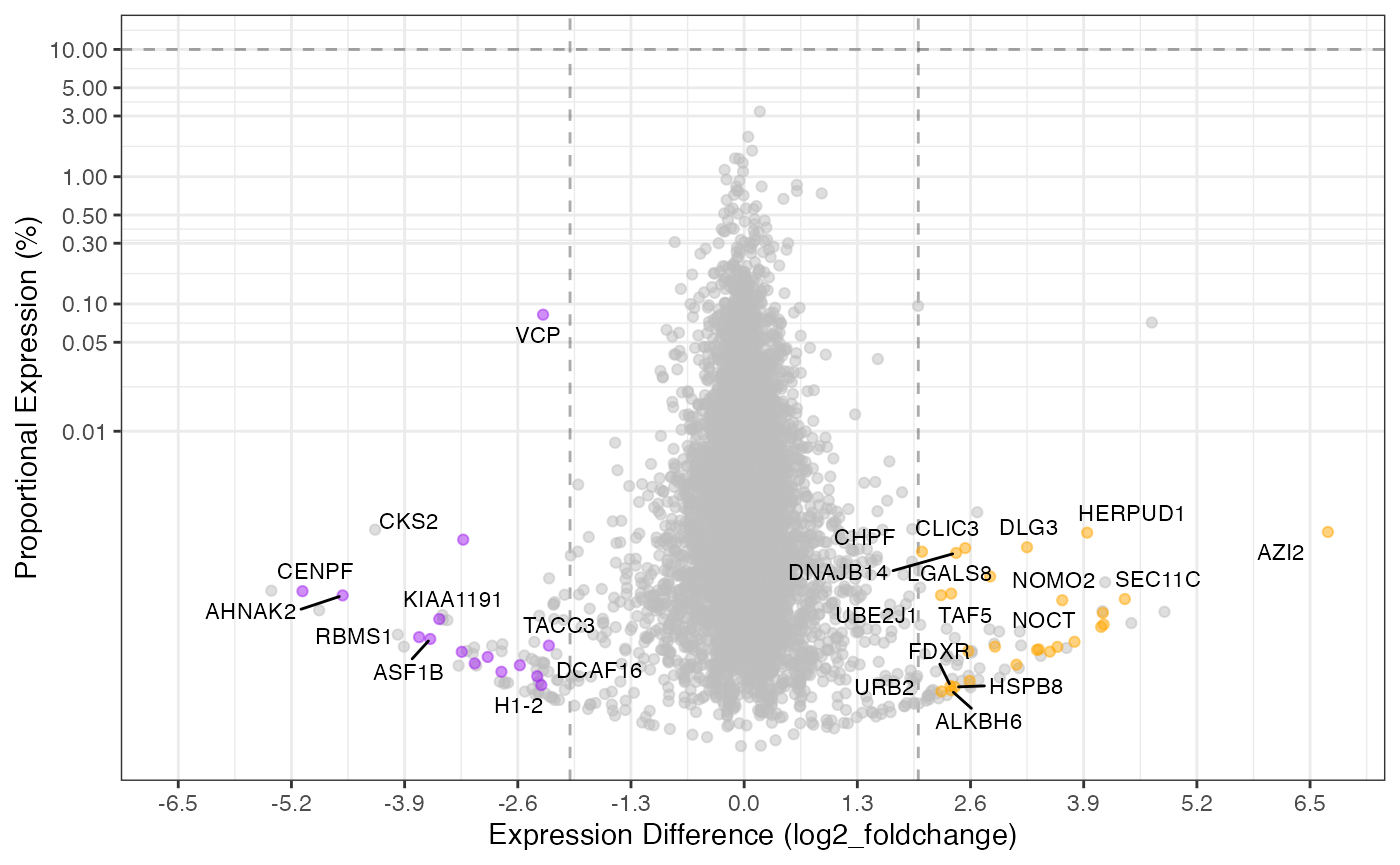 Proportional Expression (%)
10.00
5.00
3.00
1.00
0.50
0.30
0.10
0.05
0.01
VCP
CKS2
CENPF
AHNAK2
KIAA1191
RBMS1
ASF1B
TACC3
DCAF16
H1-2
CHPF
CLIC3
DLG3
HERPUD1
AZI2
DNAJB14
LGALS8
NOMO2
SEC11C
UBE2J1
TAF5
NOCT
FDXR
URB2
HSPB8
ALKBH6
-6.5 -5.2 -3.9 -2.6 -1.3 0.0 1.3 2.6 3.9 5.2 6.5
Expression Difference (log2_foldchange)